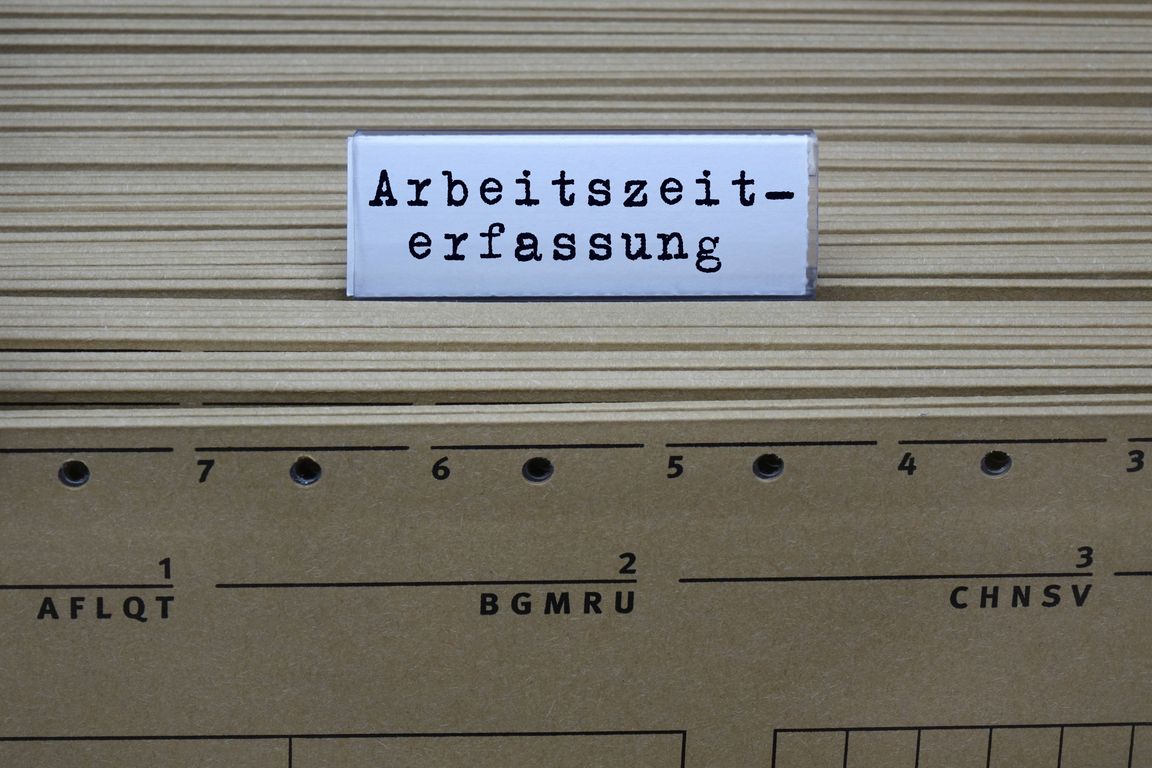 Arbeitszeit-
erfassung
7 6 5 4 3
1 2 3
AFLQT BGMRU CHNSV